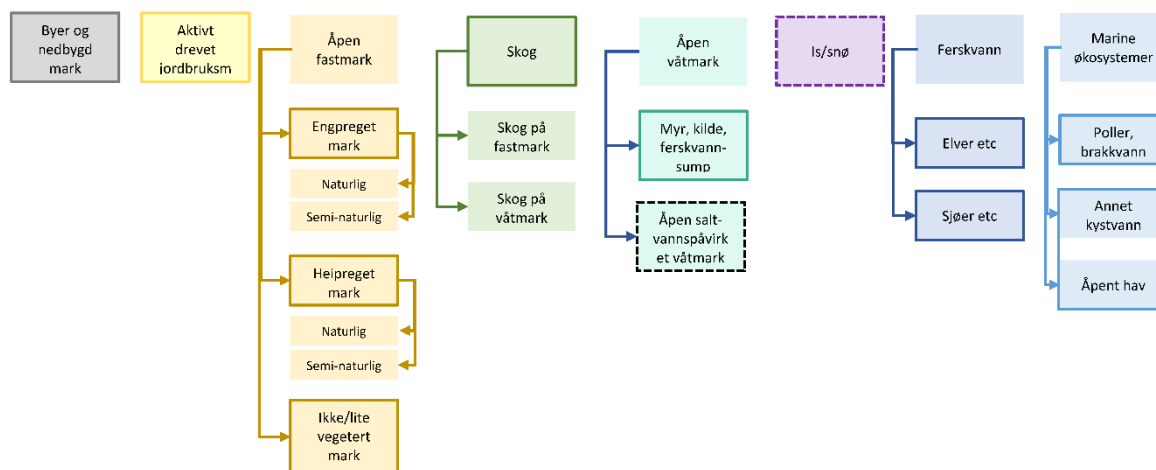 Byer og
nedbygd
mark
Aktivt
drevet
jordbruksm
Åpen
fastmark
Engpreget
mark
Naturlig
Semi-naturlig
Heipreget
mark
Naturlig
Semi-naturlig
Ikke/lite
vegetert
mark
Skog
Skog på
fastmark
Skog på
våtmark
Åpen
våtmark
Myr, kilde,
ferskvann-
sump
Åpen salt-
vannspåvirk
et våtmark
Is/snø
Ferskvann
Elver etc
Sjøer etc
Marine
økosystemer
Poller,
brakkvann
Annet
kystvann
Åpent hav